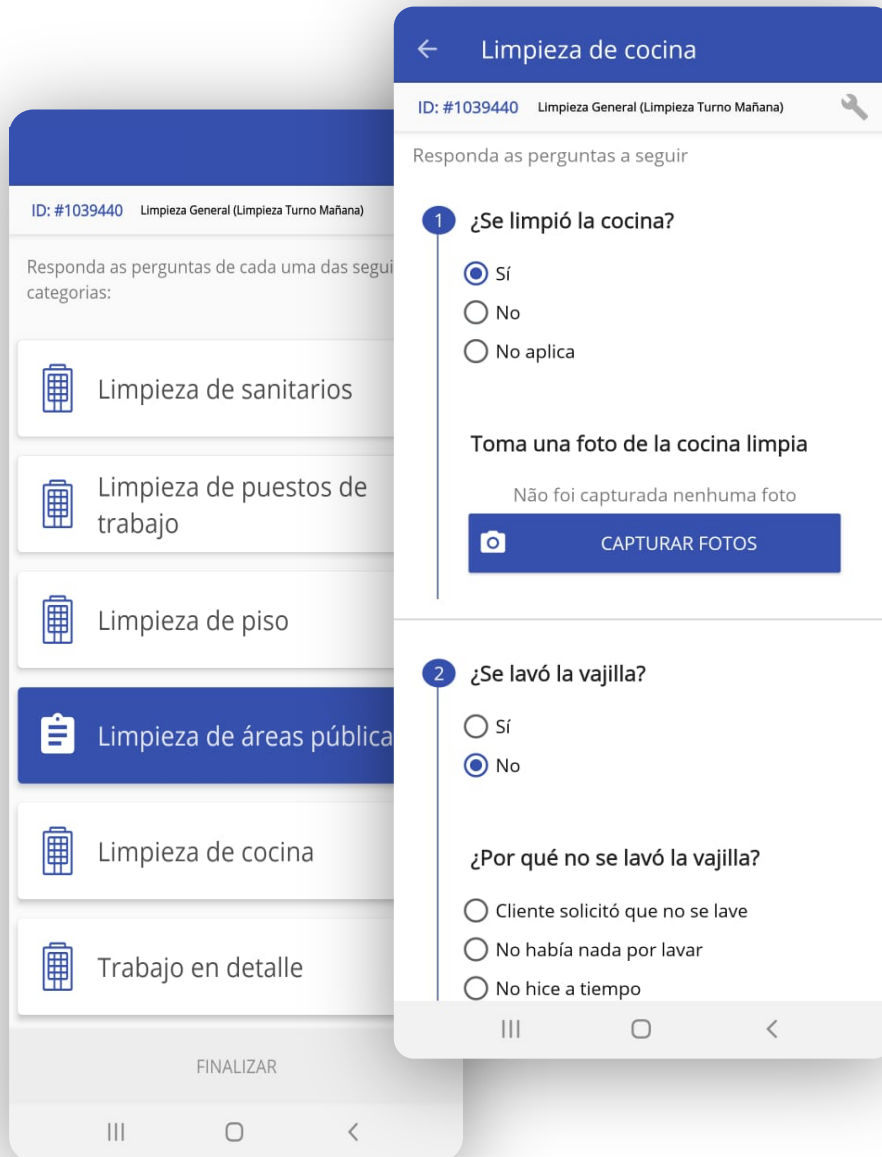 ID: #1039440 Limpieza General (Limpieza Turno Mañana)
Responda as perguntas de cada uma das
categorias:
Limpieza de sanitarios
Limpieza de puestos de
trabajo
Limpieza de piso
Limpieza de áreas
Limpieza de cocina
Trabajo en detalle
FINALIZAR
Limpieza de cocina
ID: #1039440 Limpieza General (Limpieza Turno Mañana)
Responda as perguntas a seguir
1 ¿Se limpió la cocina?
Sí
No
No aplica
Toma una foto de la cocina limpia
Não foi capturada nenhuma foto
CAPTURAR FOTOS
2 ¿Se lavó la vajilla?
Sí
No
¿Por qué no se lavó la vajilla?
Cliente solicitó que no se lave
No había nada por lavar
No hice a tiempo